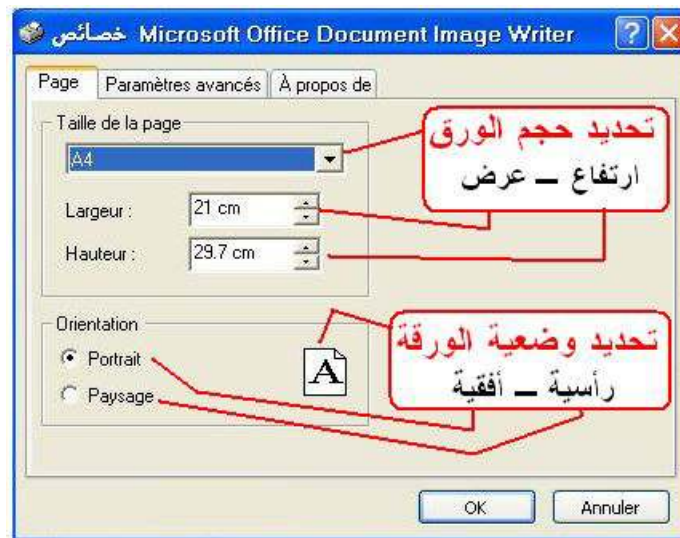 خصائص Microsoft Office Document Image Writer
Page
Paramètres avancés
À propos de
Taille de la page
A4
Largeur :
21 cm
Hauteur :
29.7 cm
تحديد حجم الورق
ارتفاع – عرض
Orientation
Portrait
Paysage
A
تحديد وضعية الورقة
رأسية – أفقية
OK
Annuler